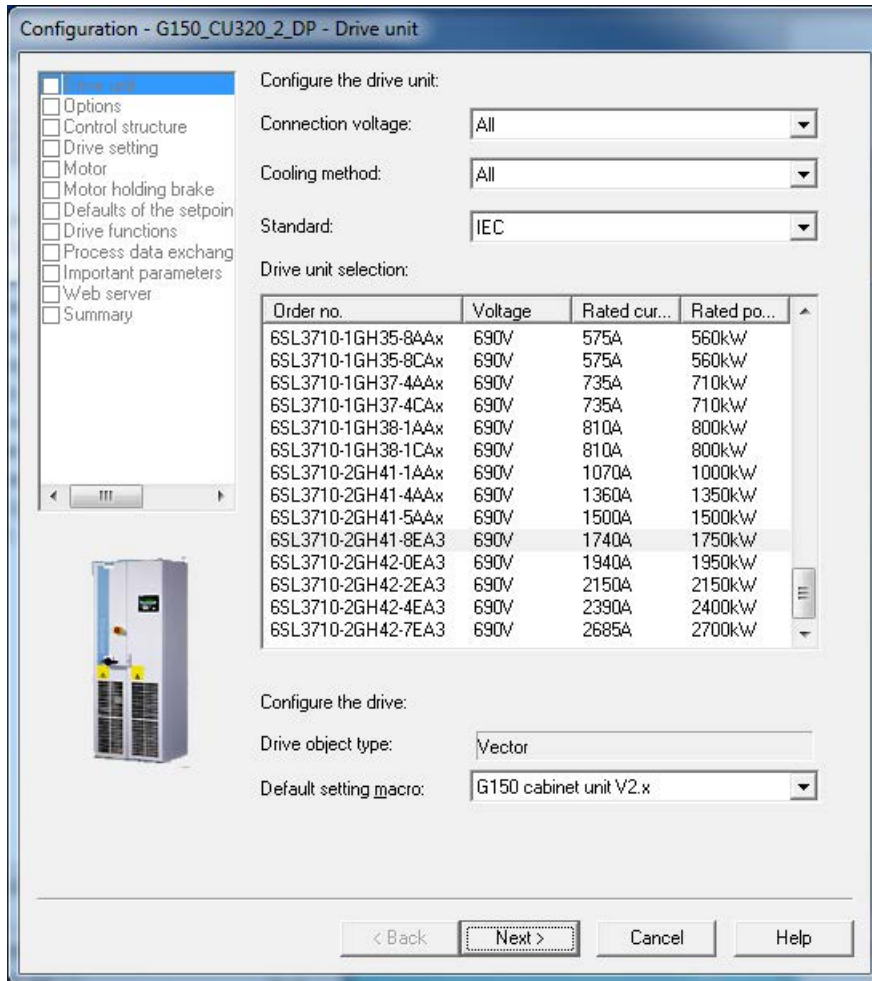 Configuration - G150_CU320_2_DP - Drive unit
Drive unit
Options
Control structure
Drive setting
Motor
Motor holding brake
Defaults of the setpoin
Drive functions
Process data exchang
Important parameters
Web server
Summary
Configure the drive unit:
Connection voltage: All
Cooling method: All
Standard: IEC
Drive unit selection:
Order no. Voltage Rated cur... Rated po...
6SL3710-1GH35-8AAx 690V 575A 560kW
6SL3710-1GH35-8CAx 690V 575A 560kW
6SL3710-1GH37-4AAx 690V 735A 710kW
6SL3710-1GH37-4CAx 690V 735A 710kW
6SL3710-1GH38-1AAx 690V 810A 800kW
6SL3710-1GH38-1CAx 690V 810A 800kW
6SL3710-2GH41-1AAx 690V 1070A 1000kW
6SL3710-2GH41-4AAx 690V 1360A 1350kW
6SL3710-2GH41-5AAx 690V 1500A 1500kW
6SL3710-2GH41-8EA3 690V 1740A 1750kW
6SL3710-2GH42-0EA3 690V 1940A 1950kW
6SL3710-2GH42-2EA3 690V 2150A 2150kW
6SL3710-2GH42-4EA3 690V 2390A 2400kW
6SL3710-2GH42-7EA3 690V 2685A 2700kW
Configure the drive:
Drive object type: Vector
Default setting macro: G150 cabinet unit V2.x
< Back Next > Cancel Help